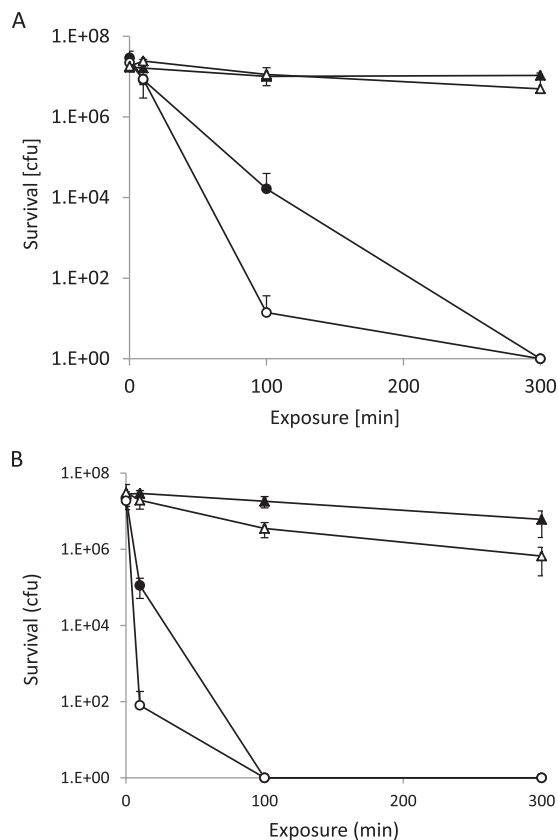 A
1.E+08
1.E+06
1.E+04
1.E+02
1.E+00
Survival [cfu]
0 100 200 300
Exposure [min]
B
1.E+08
1.E+06
1.E+04
1.E+02
1.E+00
Survival (cfu)
0 100 200 300
Exposure (min)